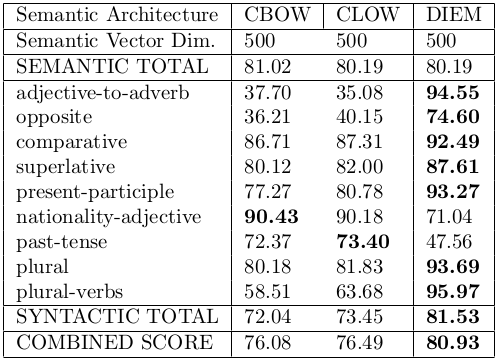 Semantic Architecture CBOW CLOW DIEM
Semantic Vector Dim. 500 500 500
SEMANTIC TOTAL 81.02 80.19 80.19
adjective-to-adverb 37.70 35.08 94.55
opposite 36.21 40.15 74.60
comparative 86.71 87.31 92.49
superlative 80.12 82.00 87.61
present-participle 77.27 80.78 93.27
nationality-adjective 90.43 90.18 71.04
past-tense 72.37 73.40 47.56
plural 80.18 81.83 93.69
plural-verbs 58.51 63.68 95.97
SYNTACTIC TOTAL 72.04 73.45 81.53
COMBINED SCORE 76.08 76.49 80.93